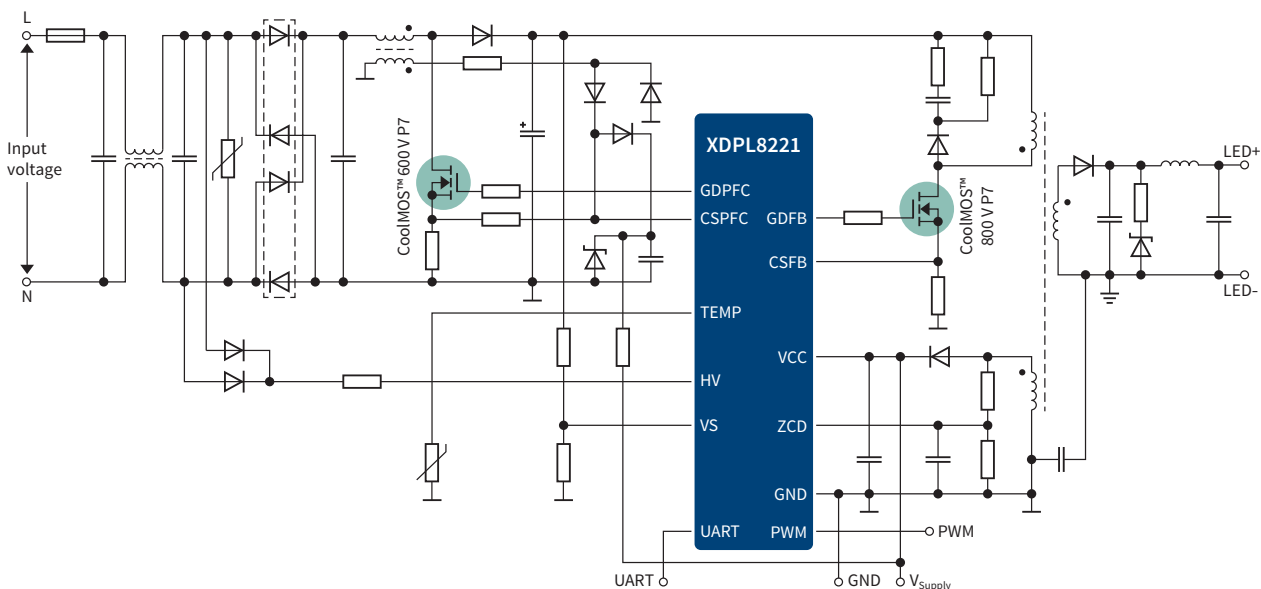 L
Input
voltage
N
CoolMOS™ 600 V P7
XDPL8221
GDPFC
CSPFC
GDFB
CSFB
TEMP
VCC
HV
VS
ZCD
GND
UART
PWM
CoolMOS™
800 V P7
LED+
LED-
PWM
UART
GND
VSupply